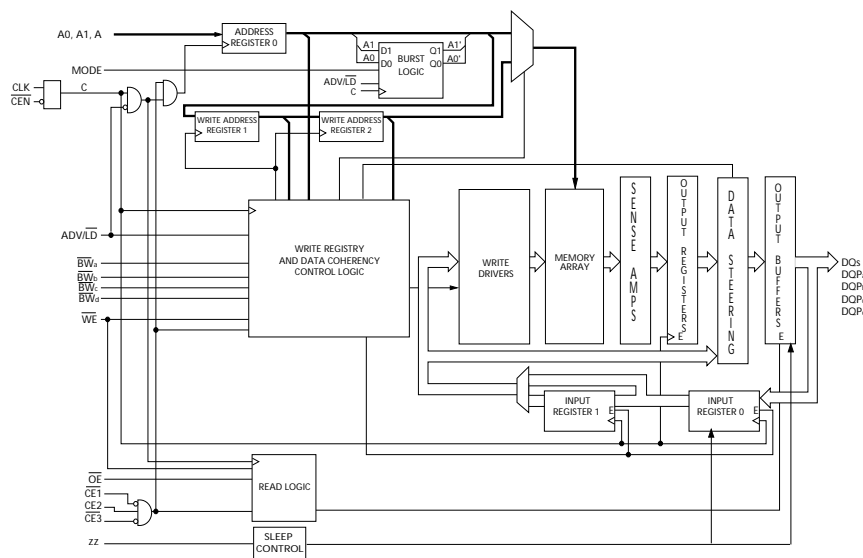 A0, A1, A
ADDRESS
REGISTER 0
A1
A0
D1
D0
BURST
LOGIC
Q1
Q0
A1'
A0'
MODE
ADV/LD
C
CLK
CEN
C
WRITE ADDRESS
REGISTER 1
WRITE ADDRESS
REGISTER 2
ADV/LD
BWa
BWb
BWc
BWd
WE
WRITE REGISTRY
AND DATA COHERENCY
CONTROL LOGIC
WRITE
DRIVERS
MEMORY
ARRAY
SENSE AMPS
OUTPUT REGISTERS
E
DATA STEERING
OUTPUT BUFFERS
E
DQs
INPUT
REGISTER 1
E
INPUT
REGISTER 0
E
OE
CE1
CE2
CE3
READ LOGIC
ZZ
SLEEP
CONTROL